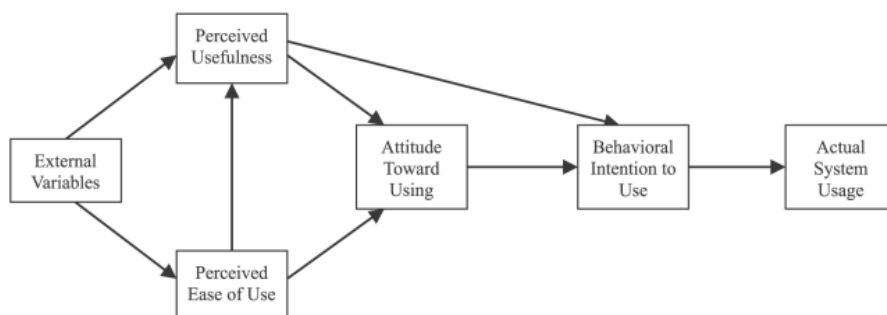 Perceived
Usefulness
External
Variables
Attitude
Toward
Using
Behavioral
Intention to
Use
Actual
System
Usage
Perceived
Ease of Use